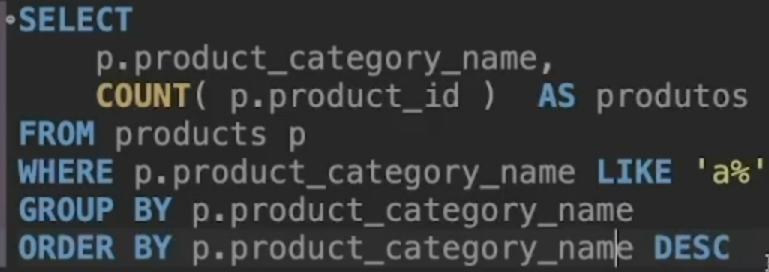 SELECT
p.product_category_name,
COUNT( p.product_id ) AS produtos
FROM products p
WHERE p.product_category_name LIKE 'a%'
GROUP BY p.product_category_name
ORDER BY p.product_category_name DESC